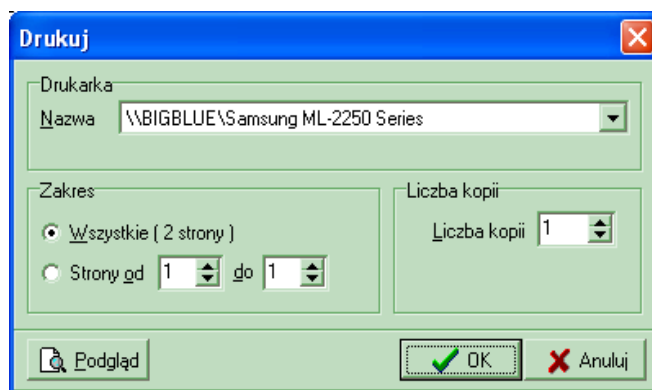 Drukuj
Drukarka
Nazwa \\BIGBLUE\Samsung ML-2250 Series
Zakres
Wszystkie ( 2 strony )
Strony od 1 do 1
Liczba kopii
Liczba kopii 1
Podgląd
OK
Anuluj